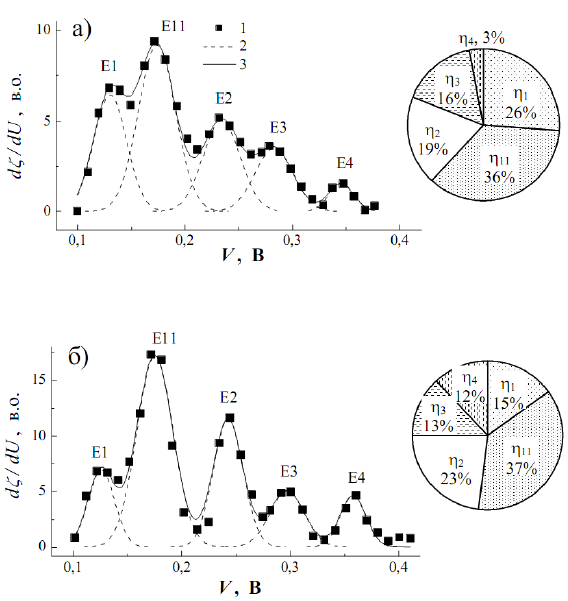 а)
E11
1
2
3
E1
E2
E3
E4
10
5
0
dζ/dU, в.о.
0,1
0,2
0,3
0,4
V, В
η4, 3%
η3
16%
η1
26%
η2
19%
η11
36%
б)
E11
E2
E1
E3
E4
15
10
5
0
dζ/dU, в.о.
0,1
0,2
0,3
0,4
V, В
η4
12%
η1
15%
η3
13%
η11
37%
η2
23%